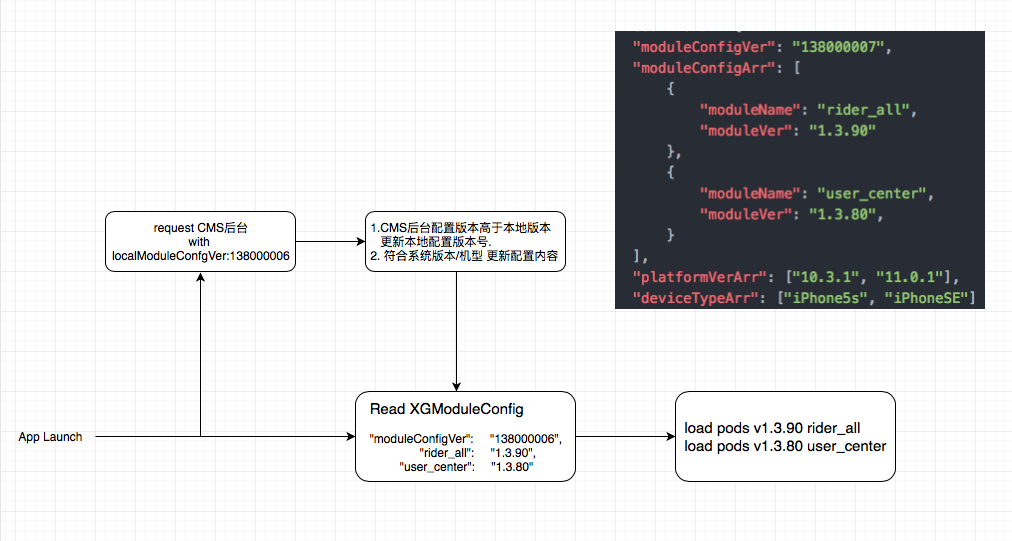 "moduleConfigVer": "138000007",
"moduleConfigArr": [
{
"moduleName": "rider_all",
"moduleVer": "1.3.90"
},
{
"moduleName": "user_center",
"moduleVer": "1.3.80",
}
],
"platformVerArr": ["10.3.1", "11.0.1"],
"deviceTypeArr": ["iPhone5s", "iPhoneSE"]
request CMS后台
with
localModuleConfgVer:138000006
1.CMS后台配置版本高于本地版本
更新本地配置版本号.
2. 符合系统版本/机型 更新配置内容
App Launch
Read XGModuleConfig
"moduleConfigVer": "138000006",
"rider_all": "1.3.90",
"user_center": "1.3.80"
load pods v1.3.90 rider_all
load pods v1.3.80 user_center